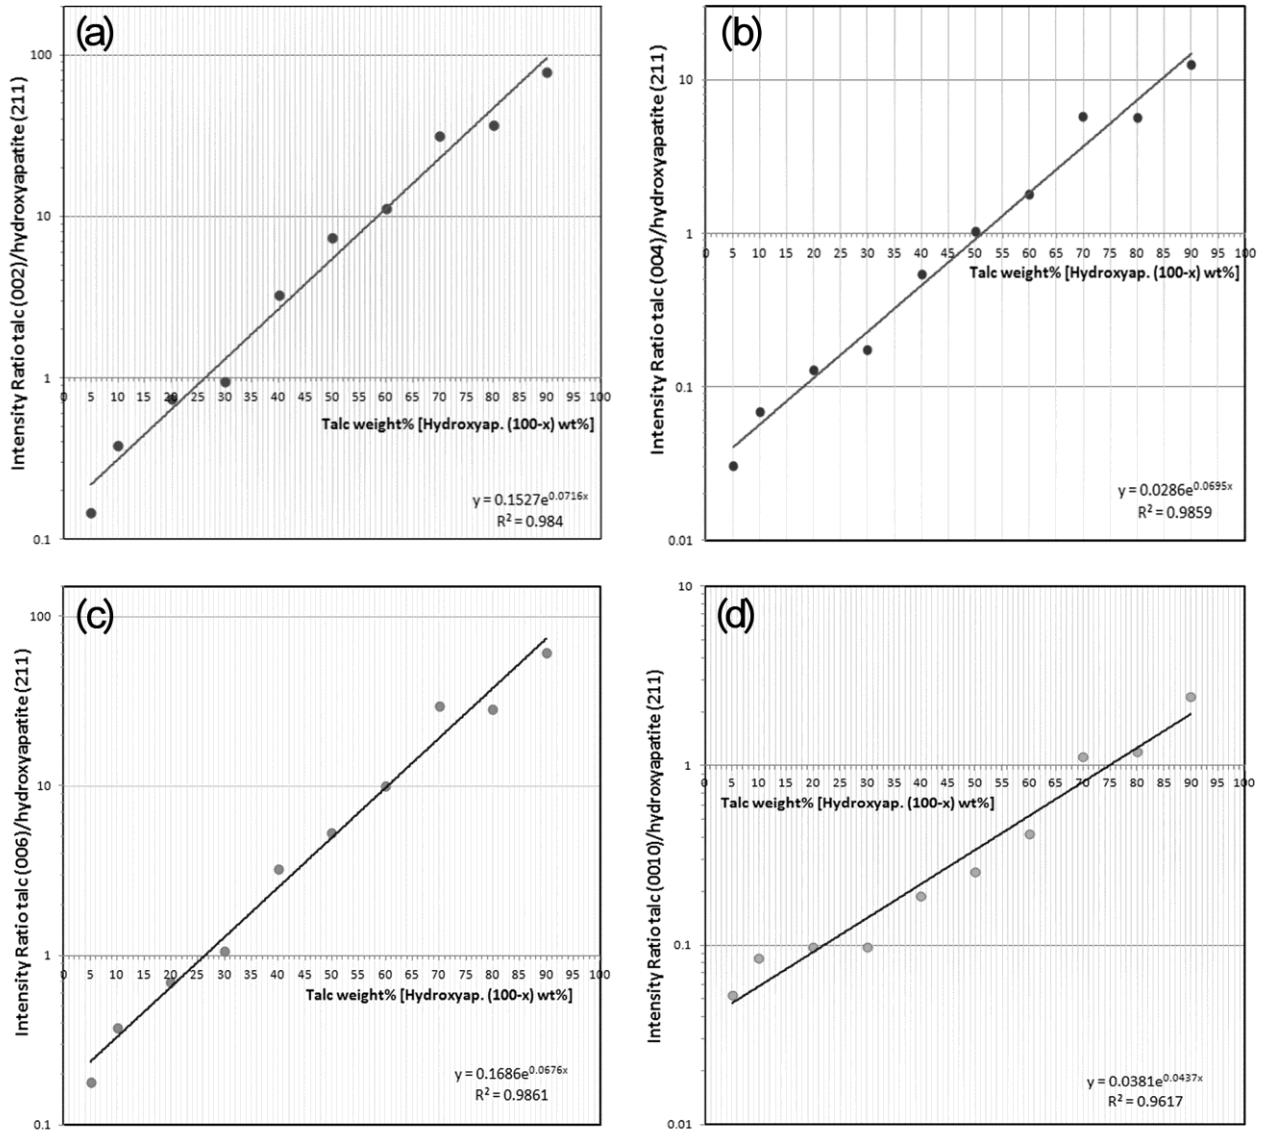 (a)
100
10
1
0.1
0 5 10 15 20 25 30 35 40 45 50 55 60 65 70 75 80 85 90 95 100
Intensity Ratio talc (002)/hydroxyapatite (211)
Talc weight% [Hydroxyap. (100-x) wt%]
y = 0.1527e^0.0716x
R² = 0.984
(b)
10
1
0.1
0.01
0 5 10 15 20 25 30 35 40 45 50 55 60 65 70 75 80 85 90 95 100
Intensity Ratio talc (004)/hydroxyapatite (211)
Talc weight% [Hydroxyap. (100-x) wt%]
y = 0.0286e^0.0695x
R² = 0.9859
(c)
100
10
1
0.1
0 5 10 15 20 25 30 35 40 45 50 55 60 65 70 75 80 85 90 95 100
Intensity Ratio talc (006)/hydroxyapatite (211)
Talc weight% [Hydroxyap. (100-x) wt%]
y = 0.1686e^0.0676x
R² = 0.9861
(d)
10
1
0.1
0.01
0 5 10 15 20 25 30 35 40 45 50 55 60 65 70 75 80 85 90 95 100
Intensity Ratio talc (0010)/hydroxyapatite (211)
Talc weight% [Hydroxyap. (100-x) wt%]
y = 0.0381e^0.0437x
R² = 0.9617